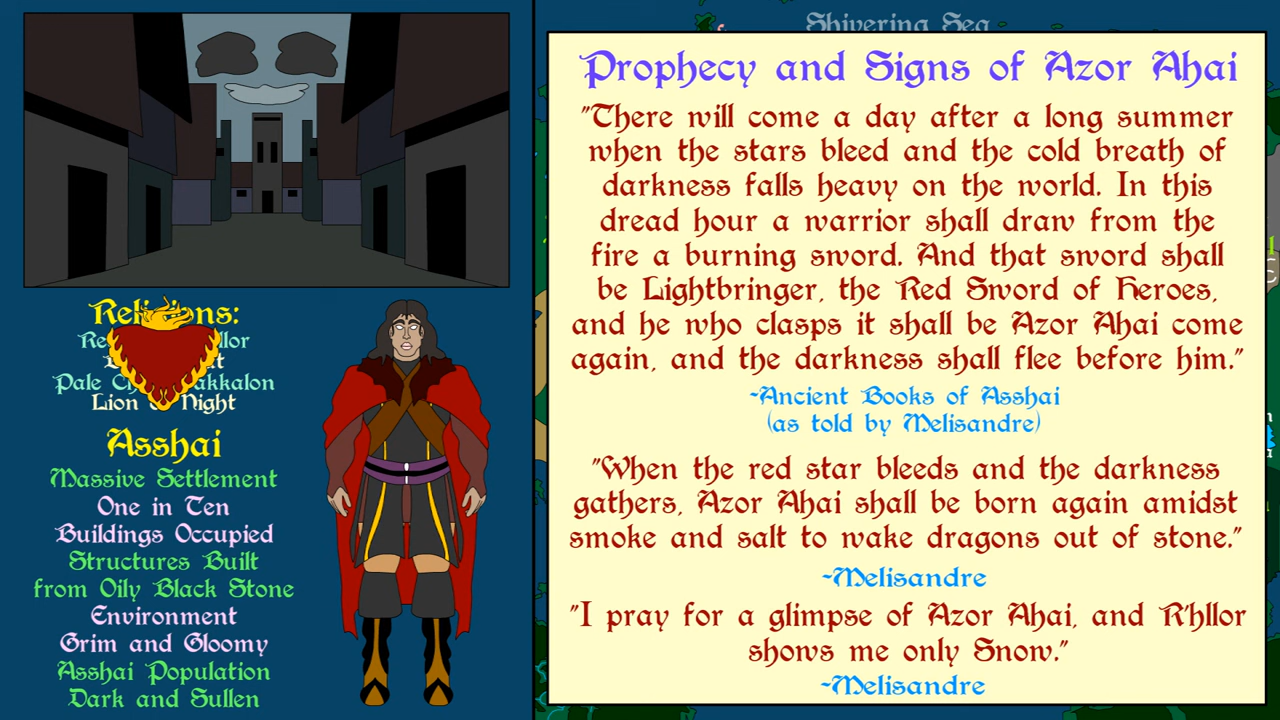 Religions:
Pale
Lion & Night
Asshai
Massive Settlement
One in Ten
Buildings Occupied
Structures Built
from Oily Black Stone
Environment
Grim and Gloomy
Asshai Population
Dark and Sullen
Shivering Sea
Prophecy and Signs of Azor Ahai
"There will come a day after a long summer
when the stars bleed and the cold breath of
darkness falls heavy on the world. In this
dread hour a warrior shall draw from the
fire a burning sword. And that sword shall
be Lightbringer, the Red Sword of Heroes,
and he who clasps it shall be Azor Ahai come
again, and the darkness shall flee before him."
~Ancient Books of Asshai
(as told by Melisandre)
"When the red star bleeds and the darkness
gathers, Azor Ahai shall be born again amidst
smoke and salt to wake dragons out of stone."
~Melisandre
"I pray for a glimpse of Azor Ahai, and R'hllor
shows me only Snow."
~Melisandre